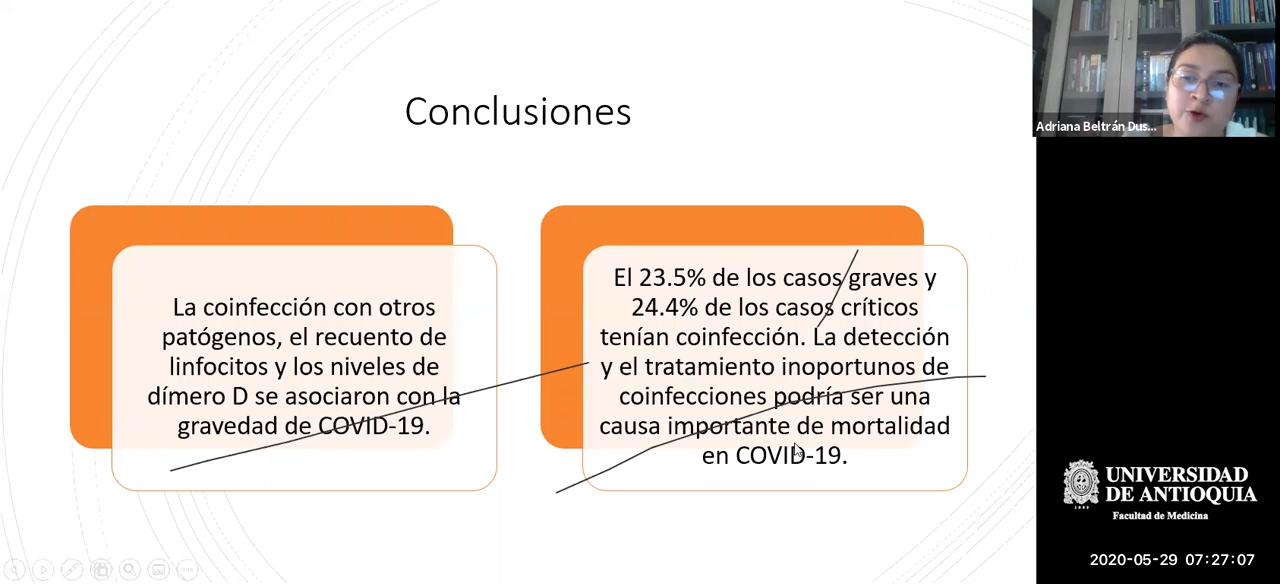 Conclusiones
La coinfección con otros
patógenos, el recuento de
linfocitos y los niveles de
dímero D se asociaron con la
gravedad de COVID-19.
El 23.5% de los casos graves y
24.4% de los casos críticos
tenían coinfección. La detección
y el tratamiento inoportunos de
coinfecciones podría ser una
causa importante de mortalidad
en COVID-19.
Adriana Beltrán Dus...
UNIVERSIDAD
DE ANTIOQUIA
1803
Facultad de Medicina
2020-05-29 07:27:07